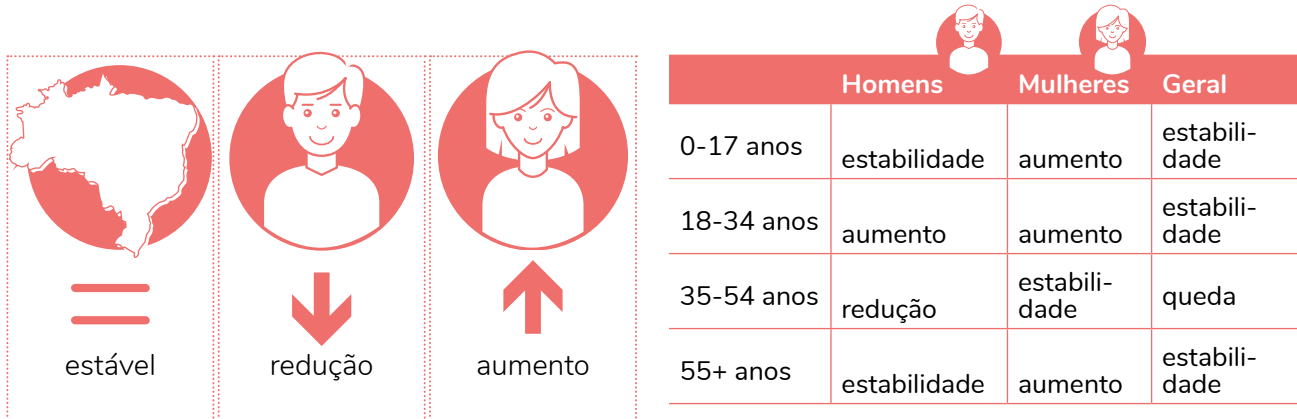 estável
redução
aumento
Homens Mulheres Geral
0-17 anos estabilidade aumento estabili-
dade
18-34 anos aumento aumento estabili-
dade
35-54 anos redução estabili-
dade queda
55+ anos estabilidade aumento estabili-
dade